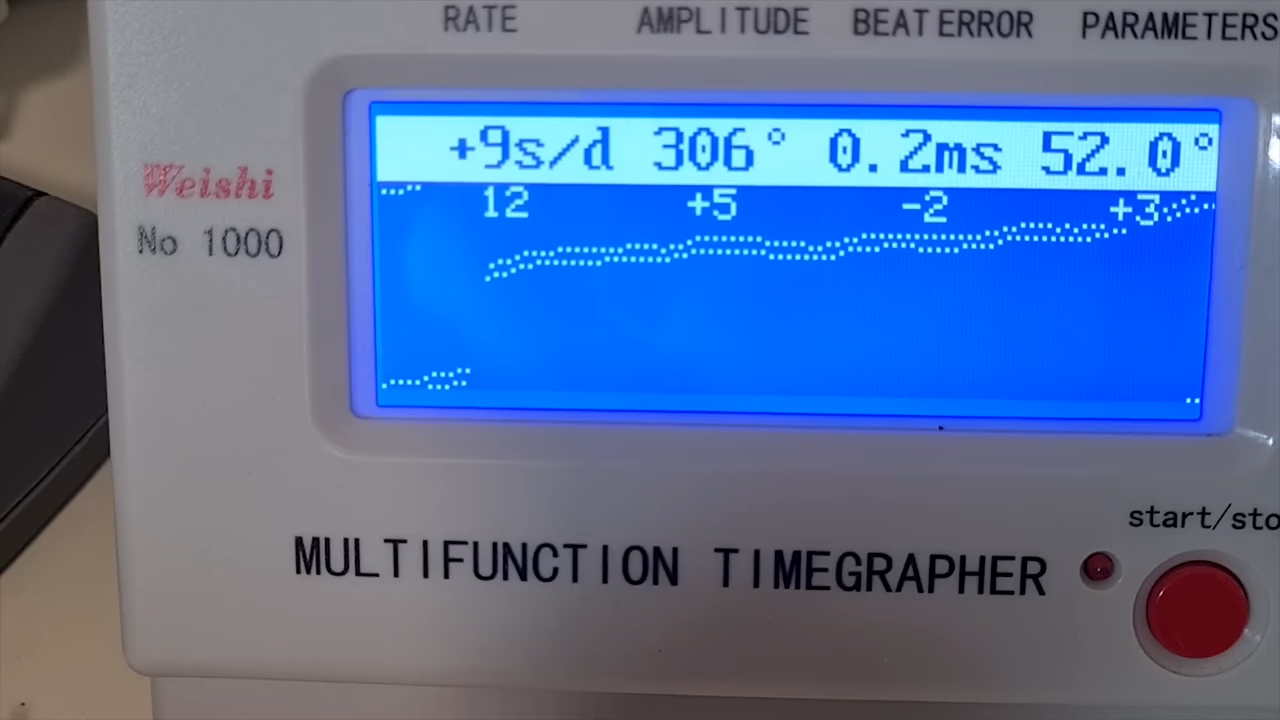 RATE AMPLITUDE BEAT ERROR PARAMETERS
+9s/d 306° 0.2ms 52.0°
12 +5 -2 +3
Weishi
No 1000
start/sto
MULTIFUNCTION TIMEGRAPHER